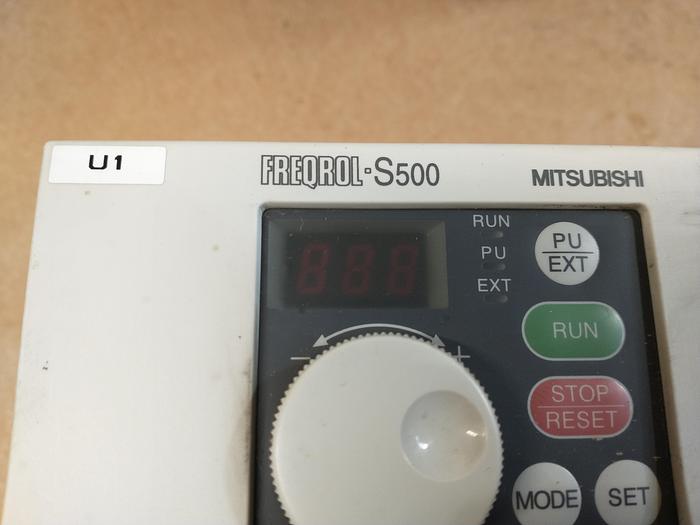 U1
FREQROL-S500
MITSUBISHI
888
RUN
PU
EXT
PU
EXT
RUN
STOP
RESET
- +
MODE
SET